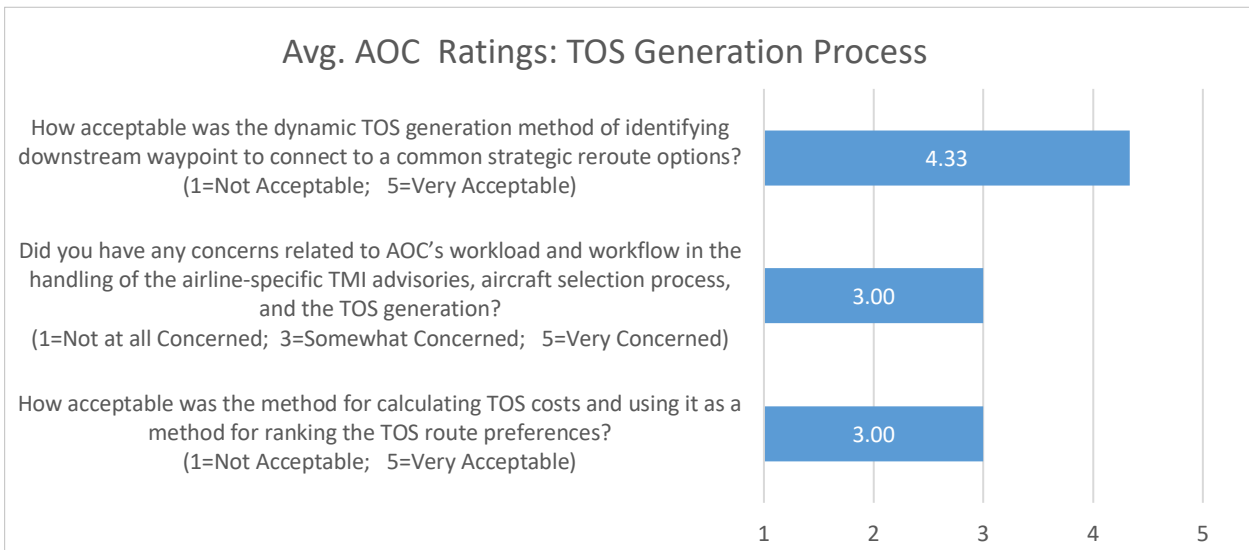 Avg. AOC  Ratings: TOS Generation Process
How acceptable was the dynamic TOS generation method of identifying
downstream waypoint to connect to a common strategic reroute options?
(1=Not Acceptable;   5=Very Acceptable)
4.33
Did you have any concerns related to AOC’s workload and workflow in the
handling of the airline-specific TMI advisories, aircraft selection process,
and the TOS generation?
(1=Not at all Concerned;  3=Somewhat Concerned;   5=Very Concerned)
3.00
How acceptable was the method for calculating TOS costs and using it as a
method for ranking the TOS route preferences?
(1=Not Acceptable;   5=Very Acceptable)
3.00
1 2 3 4 5